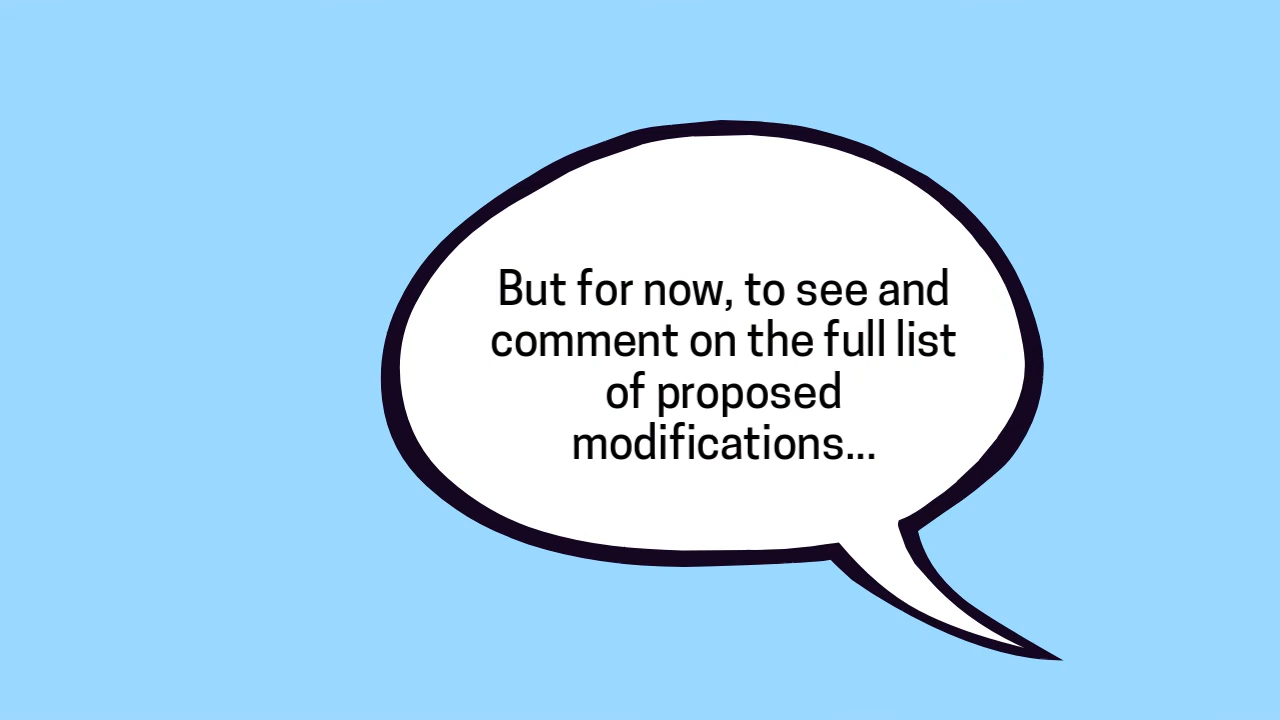 But for now, to see and
comment on the full list
of proposed
modifications...